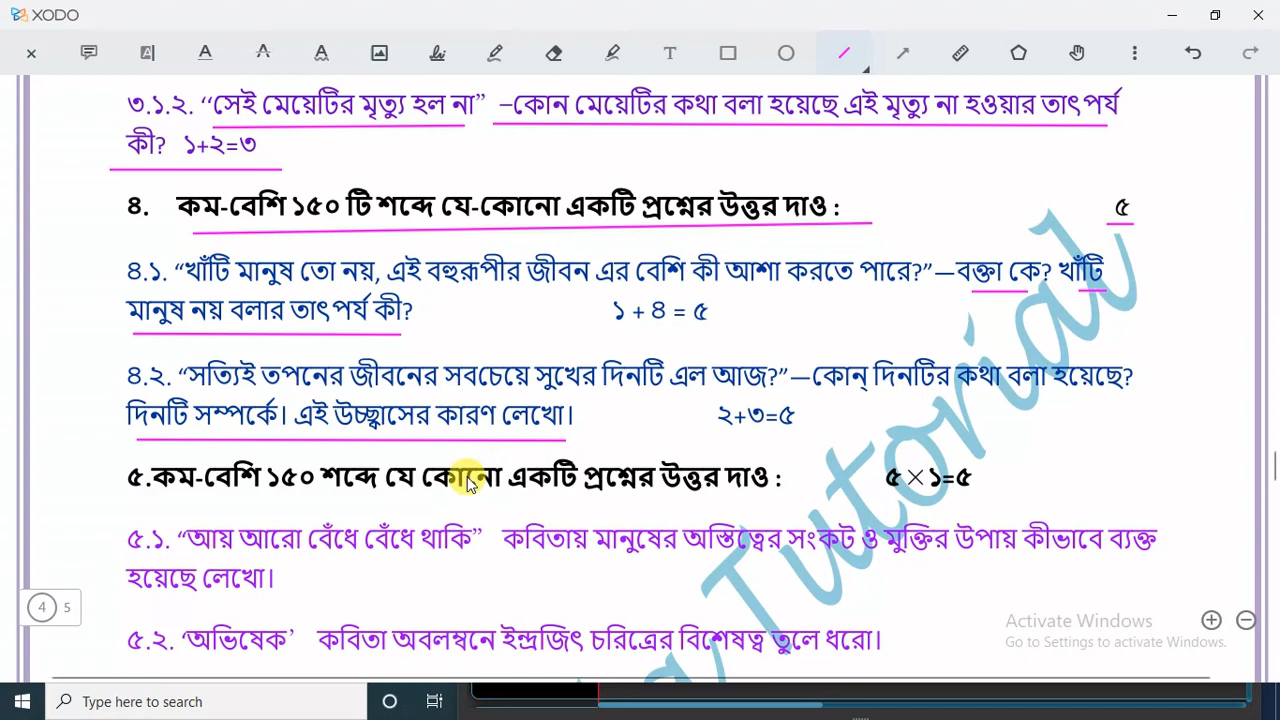 XODO
৩.১.২. ‘‘সেই মেয়েটির মৃত্যু হল না” –কোন মেয়েটির কথা বলা হয়েছে এই মৃত্যু না হওয়ার তাৎপর্য
কী? ১+২=৩
৪. কম-বেশি ১৫০ টি শব্দে যে-কোনো একটি প্রশ্নের উত্তর দাও : ৫
৪.১. “খাঁটি মানুষ তো নয়, এই বহুরূপীর জীবন এর বেশি কী আশা করতে পারে?”—বক্তা কে? খাঁটি
মানুষ নয় বলার তাৎপর্য কী? ১ + ৪ = ৫
৪.২. “সত্যিই তপনের জীবনের সবচেয়ে সুখের দিনটি এল আজ?”—কোন্ দিনটির কথা বলা হয়েছে?
দিনটি সম্পর্কে। এই উচ্ছ্বাসের কারণ লেখো। ২+৩=৫
৫.কম-বেশি ১৫০ শব্দে যে কোনো একটি প্রশ্নের উত্তর দাও : ৫×১=৫
৫.১. “আয় আরো বেঁধে বেঁধে থাকি” কবিতায় মানুষের অস্তিত্বের সংকট ও মুক্তির উপায় কীভাবে ব্যক্ত
হয়েছে লেখো।
4 5
৫.২. ‘অভিষেক’ কবিতা অবলম্বনে ইন্দ্রজিৎ চরিত্রের বিশেষত্ব তুলে ধরো।
Tutorial
Activate Windows
Go to Settings to activate Windows.
Type here to search